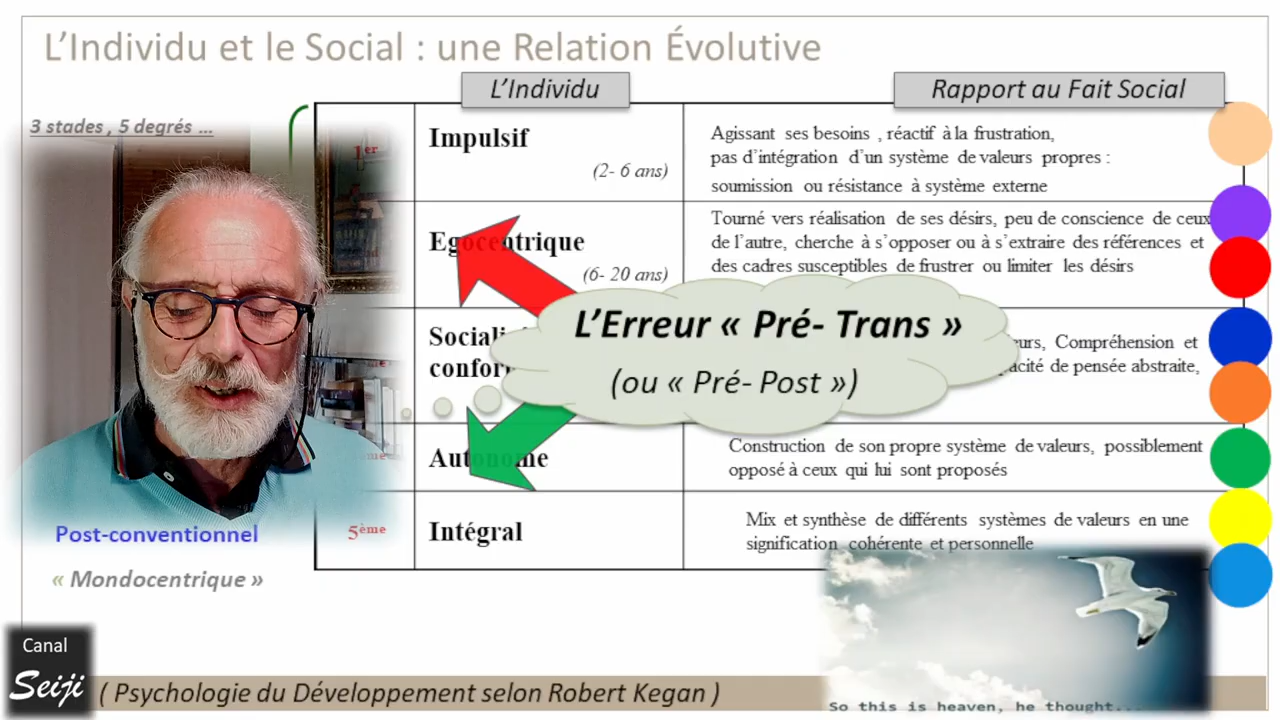 L'Individu et le Social : une Relation Évolutive
L'Individu
Rapport au Fait Social
3 stades , 5 degrés ...
1er
Impulsif
(2- 6 ans)
Agissant ses besoins , réactif à la frustration,
pas d'intégration d'un système de valeurs propres :
soumission ou résistance à système externe
Egocentrique
(6- 20 ans)
Tourné vers réalisation de ses désirs, peu de conscience de ceux
de l'autre, cherche à s'opposer ou à s'extraire des références et
des cadres susceptibles de frustrer ou limiter les désirs
L'Erreur « Pré- Trans »
(ou « Pré- Post »)
Compréhension et
de pensée abstraite,
Autonome
Construction de son propre système de valeurs, possiblement
opposé à ceux qui lui sont proposés
Post-conventionnel
5ème
Intégral
Mix et synthèse de différents systèmes de valeurs en une
signification cohérente et personnelle
« Mondocentrique »
Canal
Seiji
( Psychologie du Développement selon Robert Kegan )
So this is heaven, he thought...